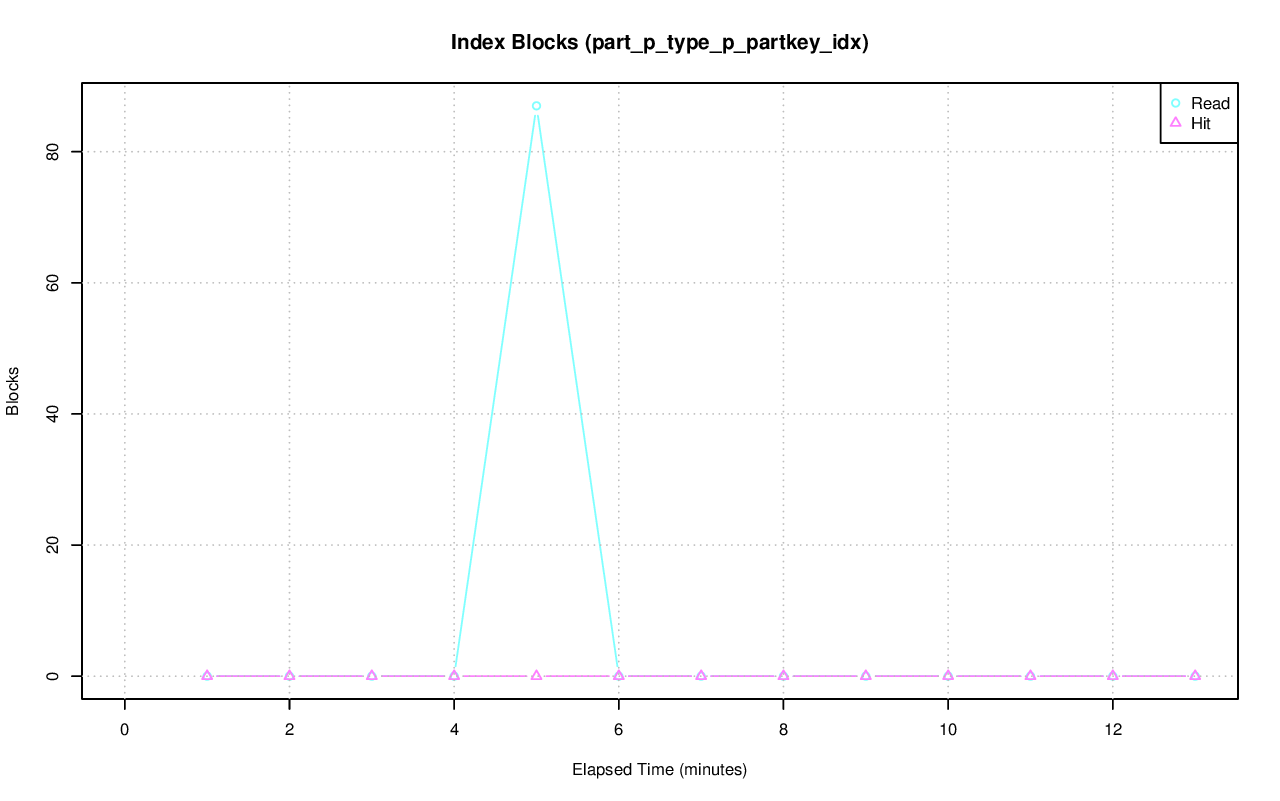 Index Blocks (part_p_type_p_partkey_idx)
Read
Hit
80
60
40
20
0
Blocks
0 2 4 6 8 10 12
Elapsed Time (minutes)